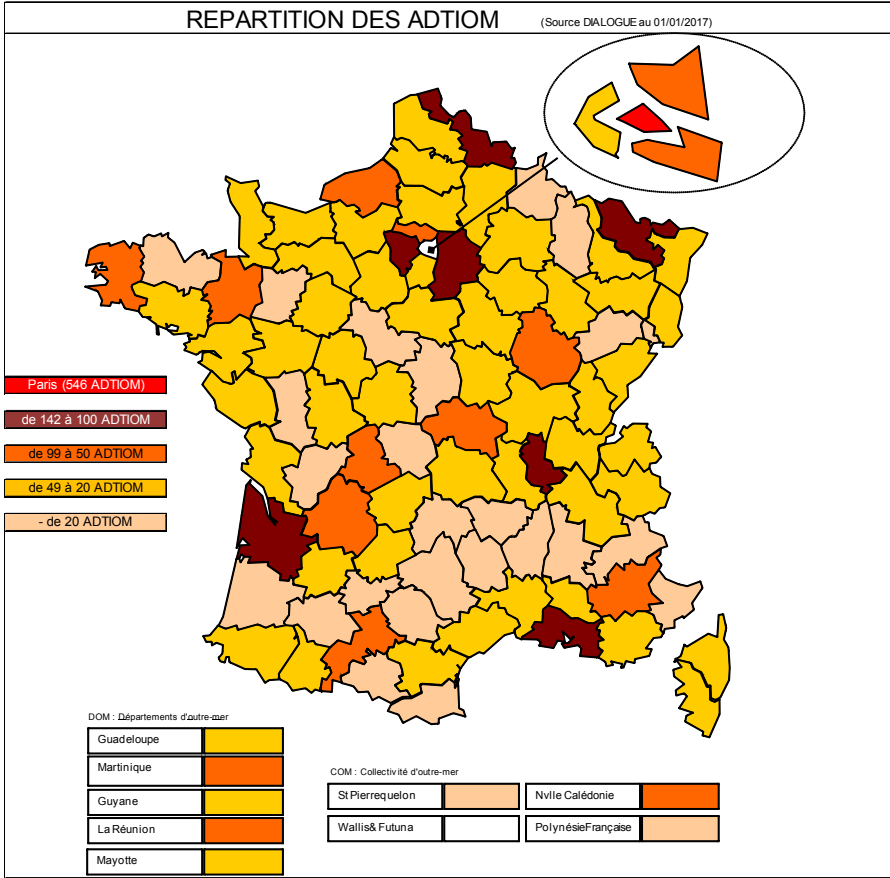 REPARTITION DES ADTIOM (Source DIALOGUE au 01/01/2017)
Paris (546 ADTIOM)
de 142 à 100 ADTIOM
de 99 à 50 ADTIOM
de 49 à 20 ADTIOM
- de 20 ADTIOM
DOM : Départements d'outre-mer
Guadeloupe
Martinique
Guyane
La Réunion
Mayotte
COM : Collectivité d'outre-mer
St Pierrequelon
Nvlle Calédonie
Wallis & Futuna
PolynésieFrançaise